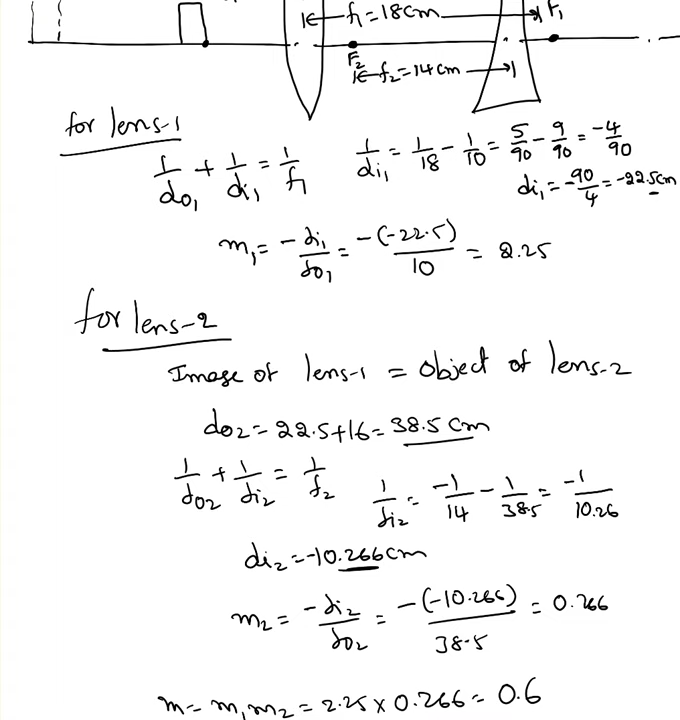 f₁ = 18cm F₁
F₂
f₂ = 14cm
for lens-1
1/do₁ + 1/di₁ = 1/f₁
1/di₁ = 1/18 - 1/10 = 5/90 - 9/90 = -4/90
di₁ = -90/4 = -22.5cm
m₁ = -di₁/do₁ = -(-22.5)/10 = 2.25
for lens-2
Image of lens-1 = Object of lens-2
do2 = 22.5+16 = 38.5 cm
1/do2 + 1/di2 = 1/f2
1/di2 = -1/14 - 1/38.5 = -1/10.26
di2 = -10.266cm
m2 = -di2/do2 = -(-10.266)/38.5 = 0.266
m = m₁m2 = 2.25 x 0.266 = 0.6